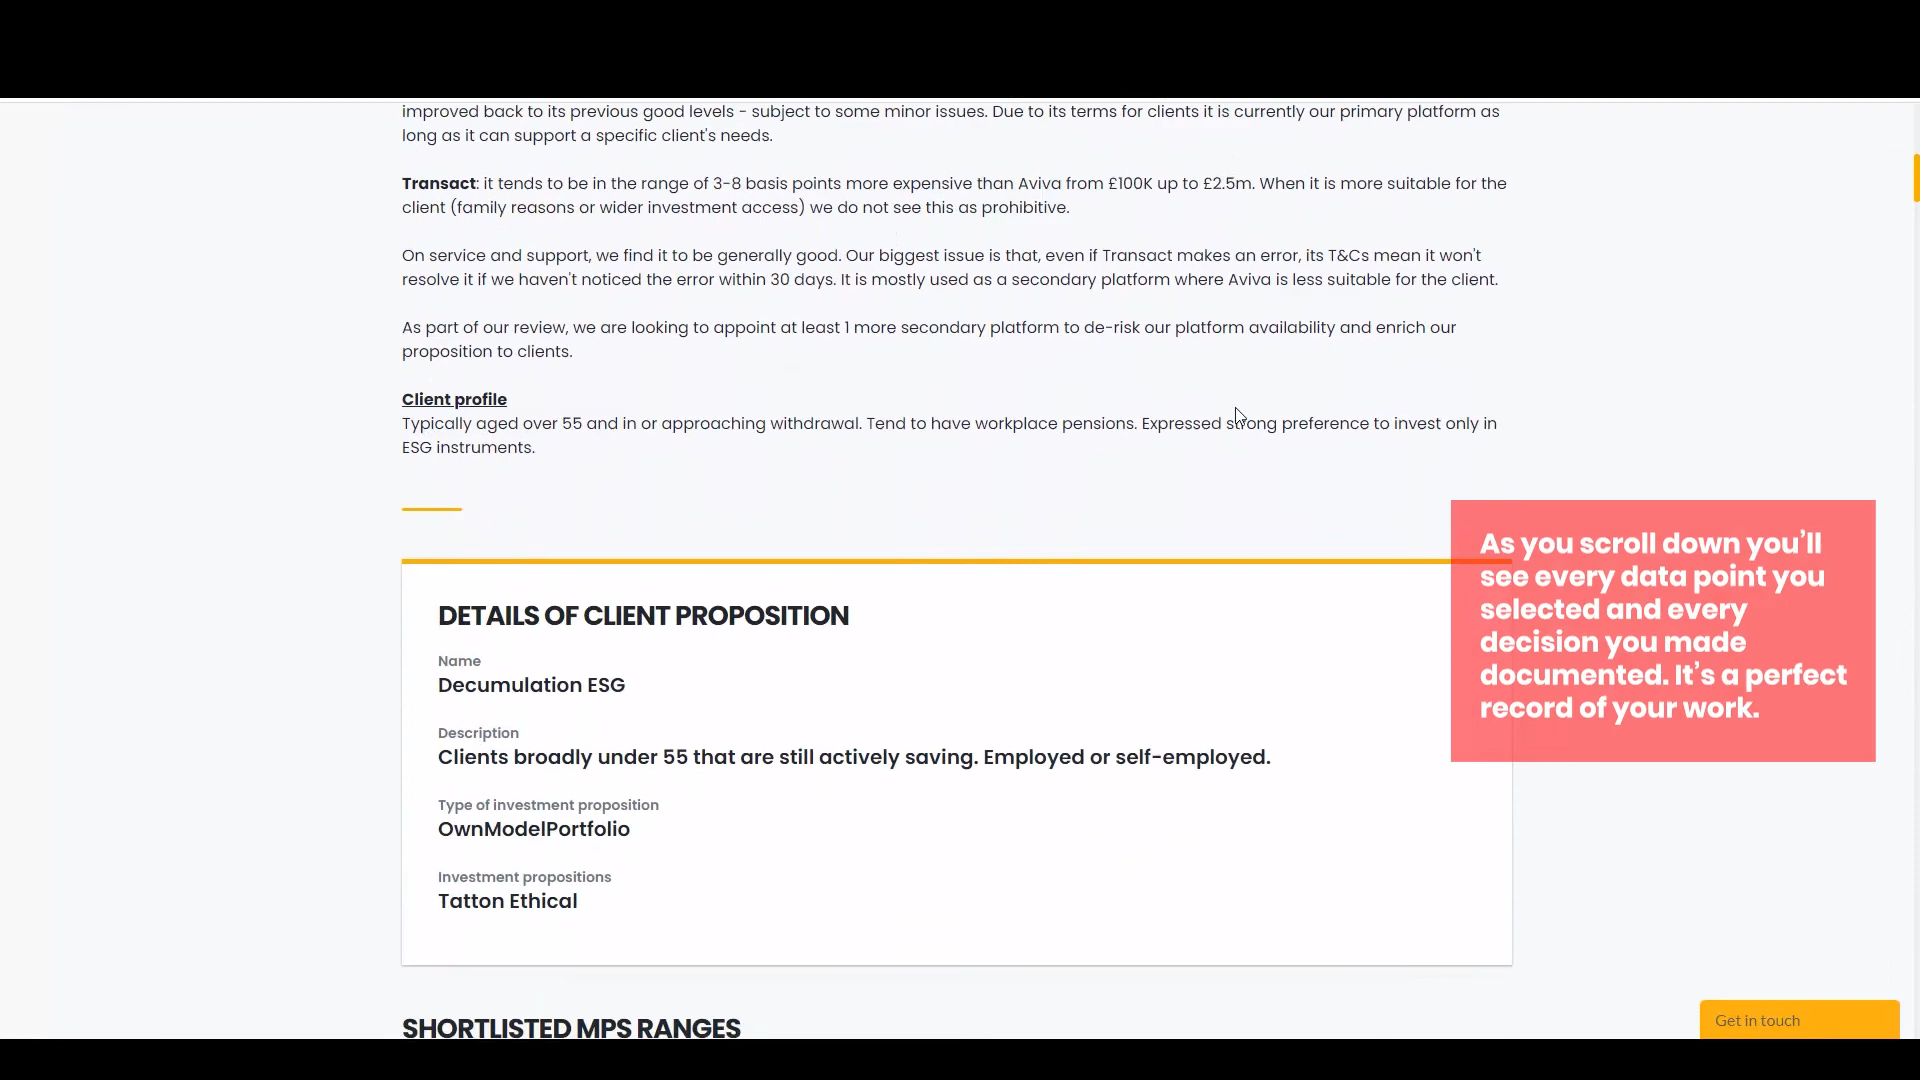 improved back to its previous good levels - subject to some minor issues. Due to its terms for clients it is currently our primary platform as
long as it can support a specific client's needs.
Transact: it tends to be in the range of 3-8 basis points more expensive than Aviva from £100K up to £2.5m. When it is more suitable for the
client (family reasons or wider investment access) we do not see this as prohibitive.
On service and support, we find it to be generally good. Our biggest issue is that, even if Transact makes an error, its T&Cs mean it won't
resolve it if we haven't noticed the error within 30 days. It is mostly used as a secondary platform where Aviva is less suitable for the client.
As part of our review, we are looking to appoint at least 1 more secondary platform to de-risk our platform availability and enrich our
proposition to clients.
Client profile
Typically aged over 55 and in or approaching withdrawal. Tend to have workplace pensions. Expressed strong preference to invest only in
ESG instruments.
As you scroll down you'll
see every data point you
selected and every
decision you made
documented. It's a perfect
record of your work.
DETAILS OF CLIENT PROPOSITION
Name
Decumulation ESG
Description
Clients broadly under 55 that are still actively saving. Employed or self-employed.
Type of investment proposition
OwnModelPortfolio
Investment propositions
Tatton Ethical
SHORTLISTED MPS RANGES
Get in touch